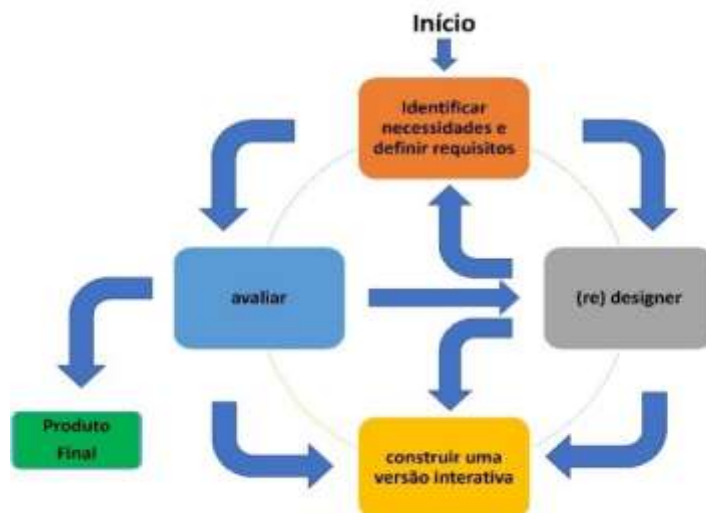 Início
Identificar
necessidades e
definir requisitos
avaliar
(re) designer
Produto
Final
construir uma
versão interativa